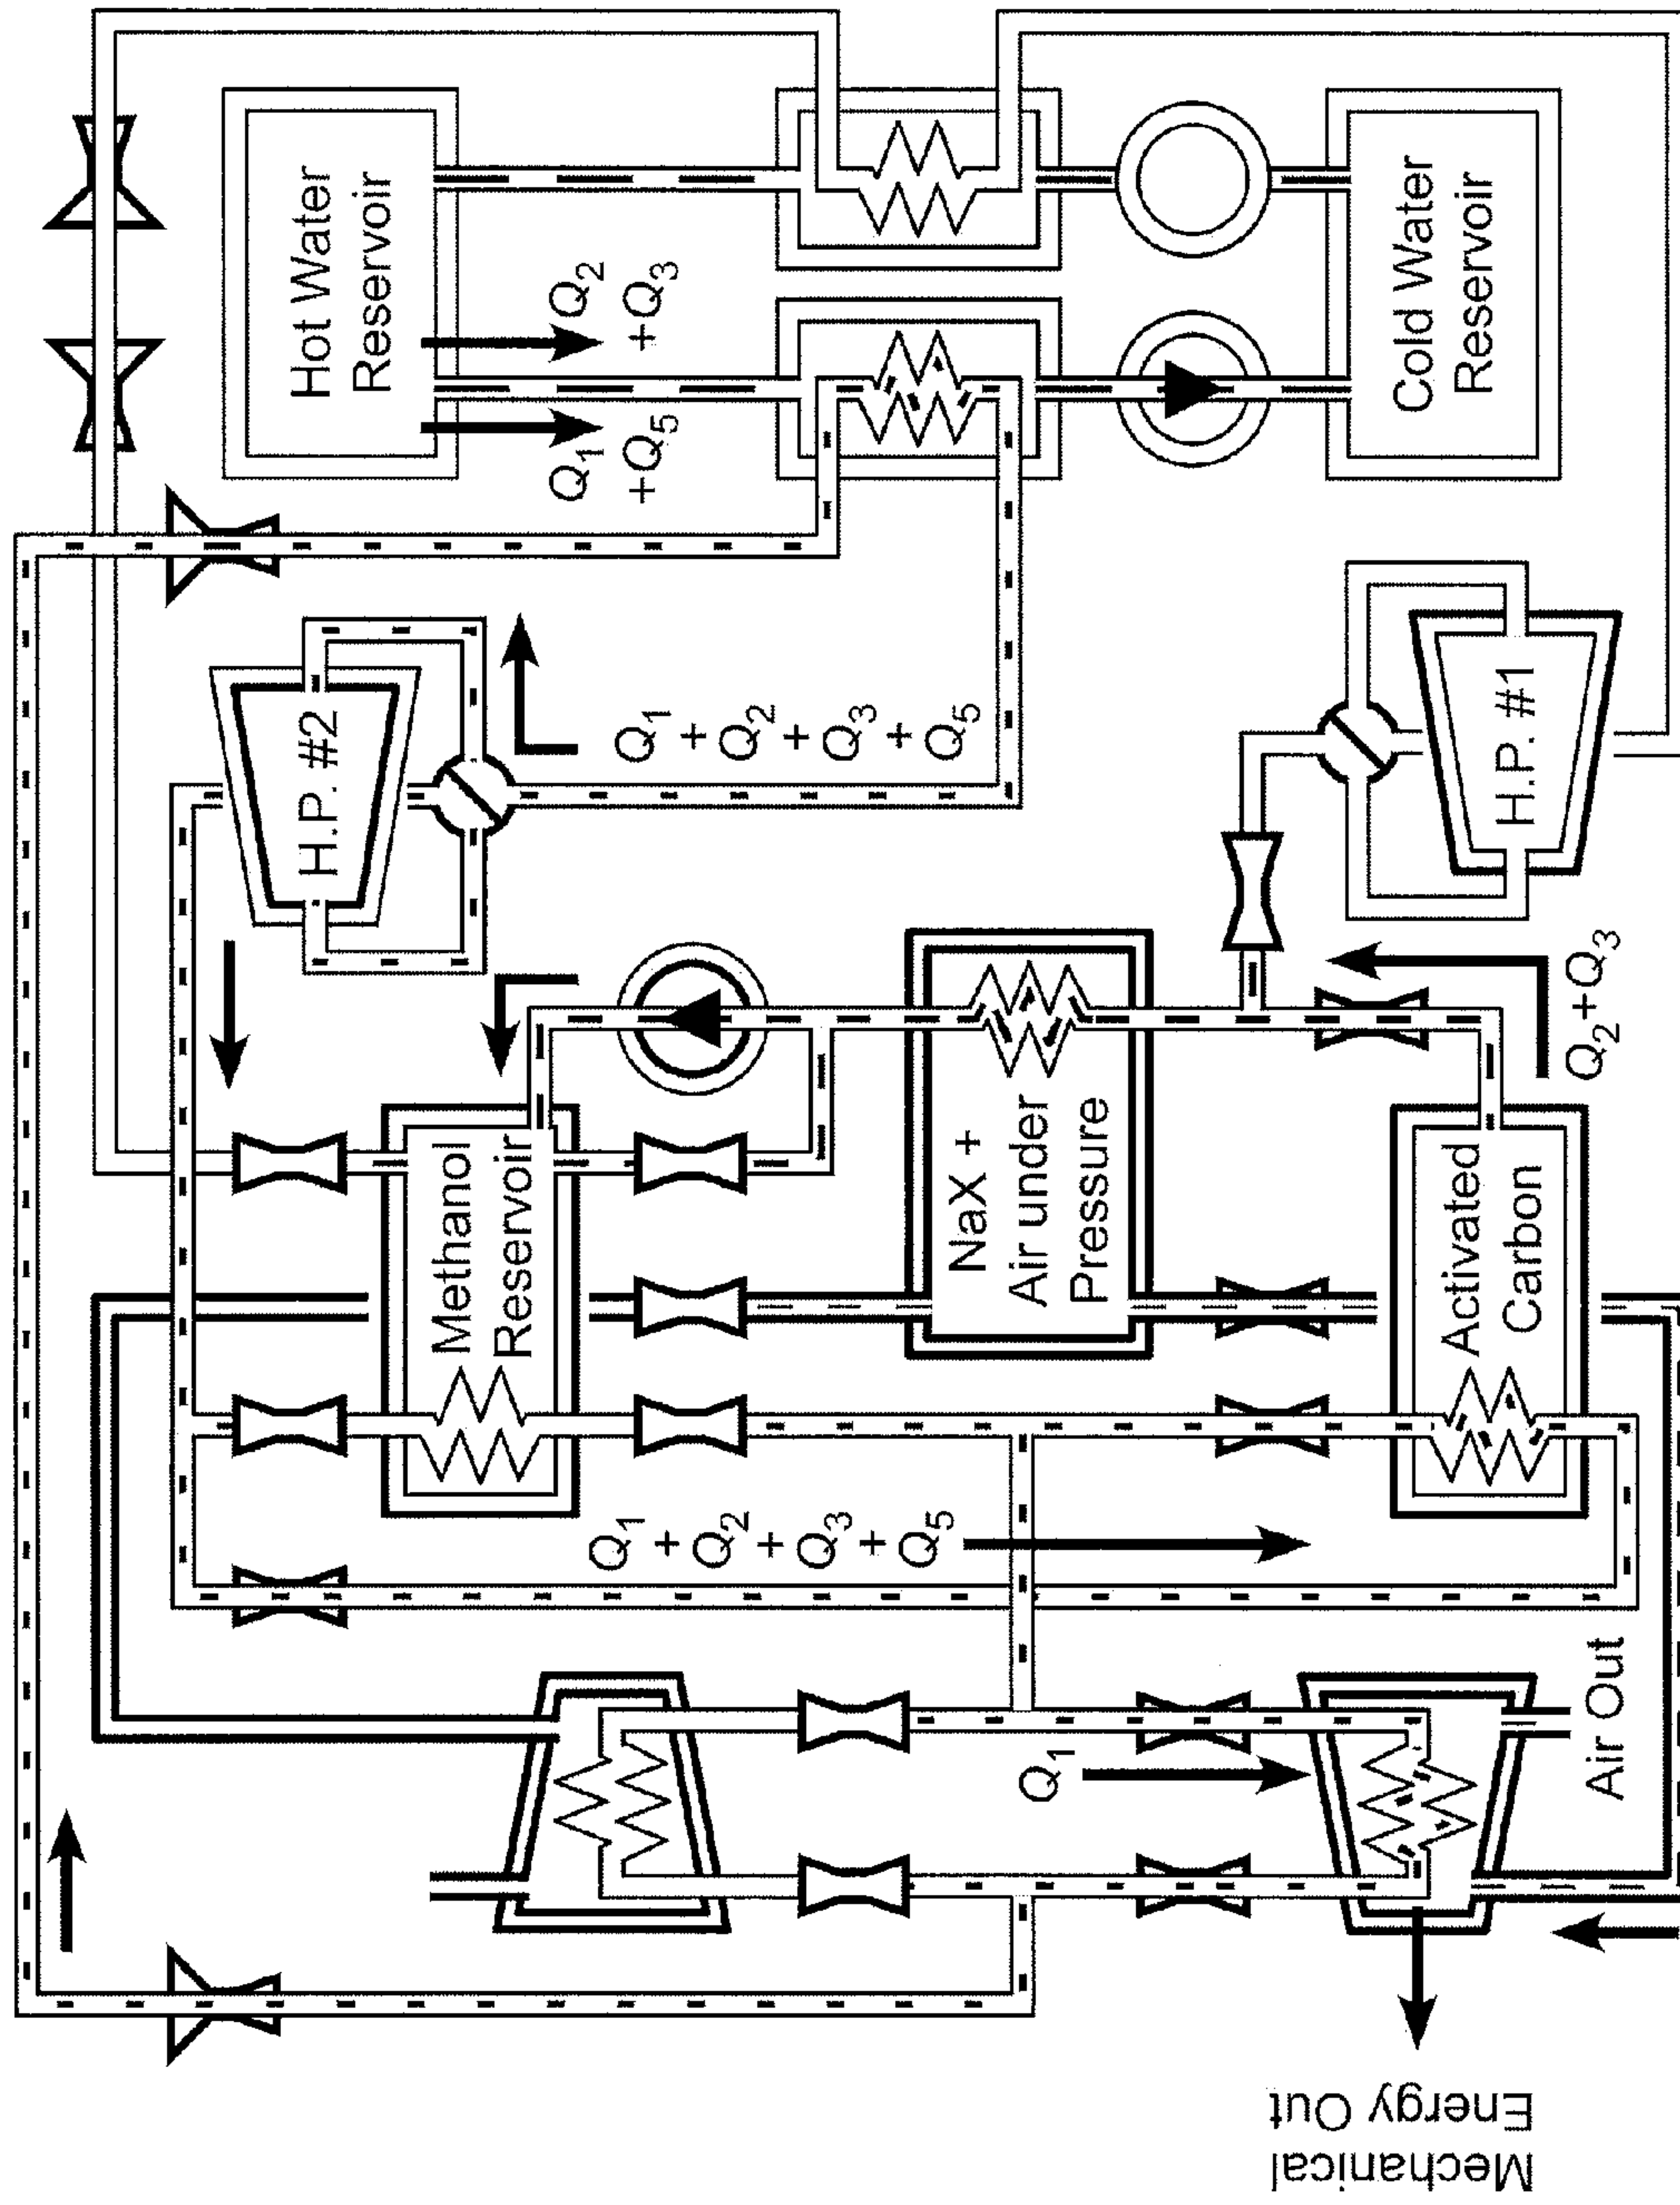 Hot Water
Reservoir
Q2
+Q3
Q1
+Q5
Cold Water
Reservoir
H.P. #2
Q1
+
Q2
+
Q3
+
Q5
H.P. #1
Methanol
Reservoir
NaX +
Air under
Pressure
Q2+Q3
Activated
Carbon
Q1
+
Q2
+
Q3
+
Q5
Q1
Air Out
Mechanical
Energy Out